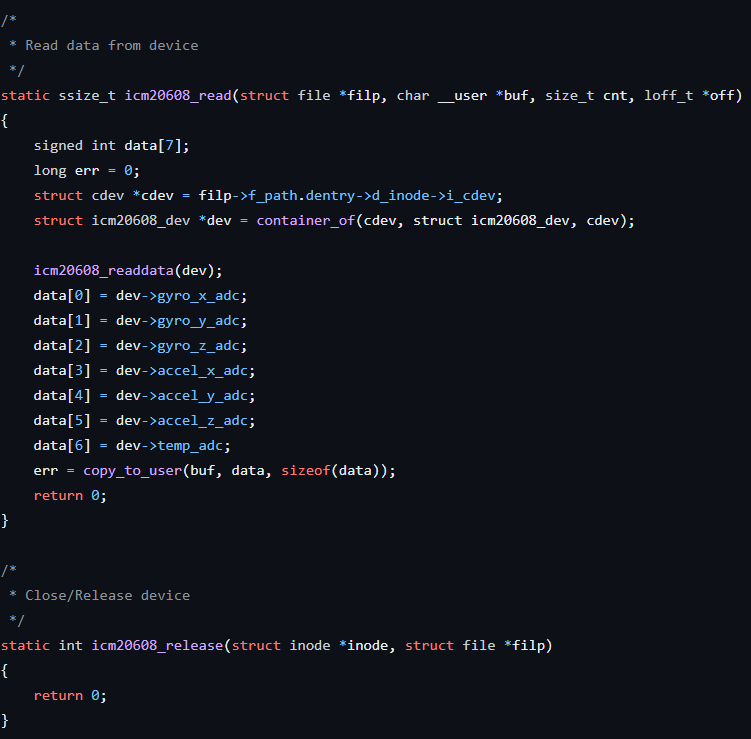 /*
 * Read data from device
 */
static ssize_t icm20608_read(struct file *filp, char __user *buf, size_t cnt, loff_t *off)
{
    signed int data[7];
    long err = 0;
    struct cdev *cdev = filp->f_path.dentry->d_inode->i_cdev;
    struct icm20608_dev *dev = container_of(cdev, struct icm20608_dev, cdev);

    icm20608_readdata(dev);
    data[0] = dev->gyro_x_adc;
    data[1] = dev->gyro_y_adc;
    data[2] = dev->gyro_z_adc;
    data[3] = dev->accel_x_adc;
    data[4] = dev->accel_y_adc;
    data[5] = dev->accel_z_adc;
    data[6] = dev->temp_adc;
    err = copy_to_user(buf, data, sizeof(data));
    return 0;
}

/*
 * Close/Release device
 */
static int icm20608_release(struct inode *inode, struct file *filp)
{
    return 0;
}